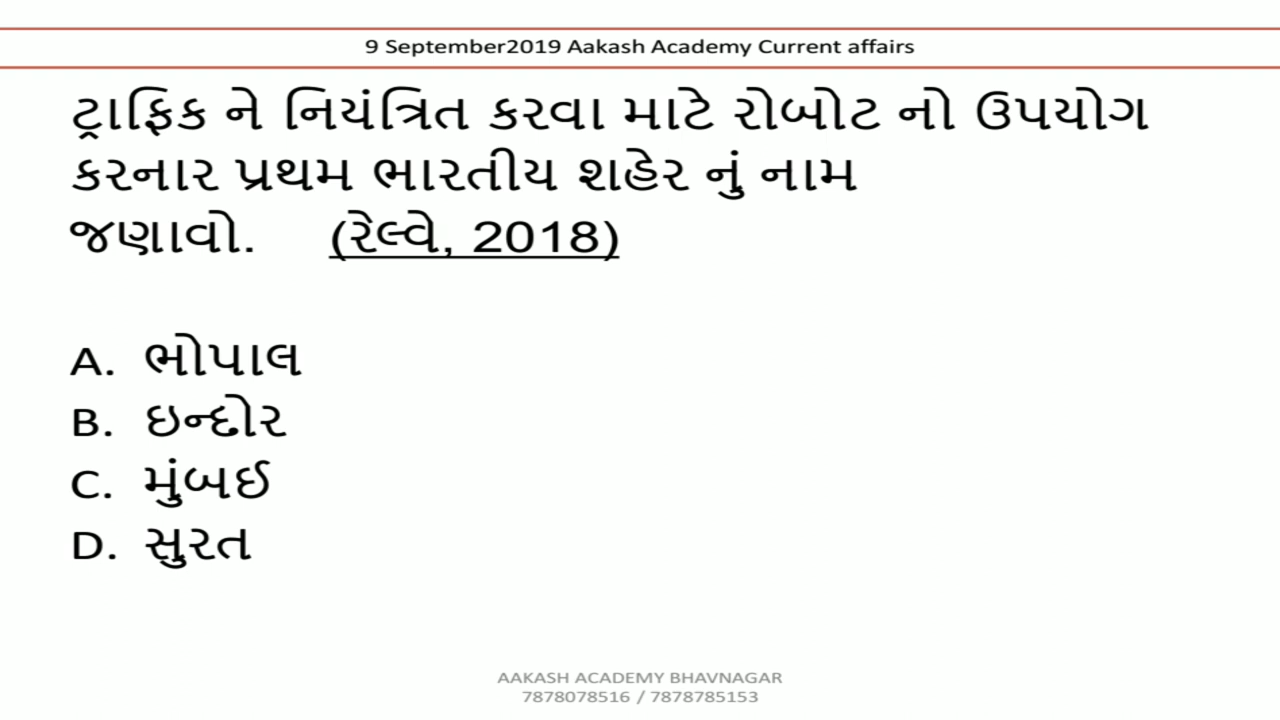 9 September2019 Aakash Academy Current affairs
ટ્રાફિક ને નિયંત્રિત કરવા માટે રોબોટ નો ઉપયોગ
કરનાર પ્રથમ ભારતીય શહેર નું નામ
જણાવો. (રેલ્વે, 2018)
A. ભોપાલ
B. ઇન્દોર
C. મુંબઈ
D. સુરત
AAKASH ACADEMY BHAVNAGAR
7878078516 / 7878785153